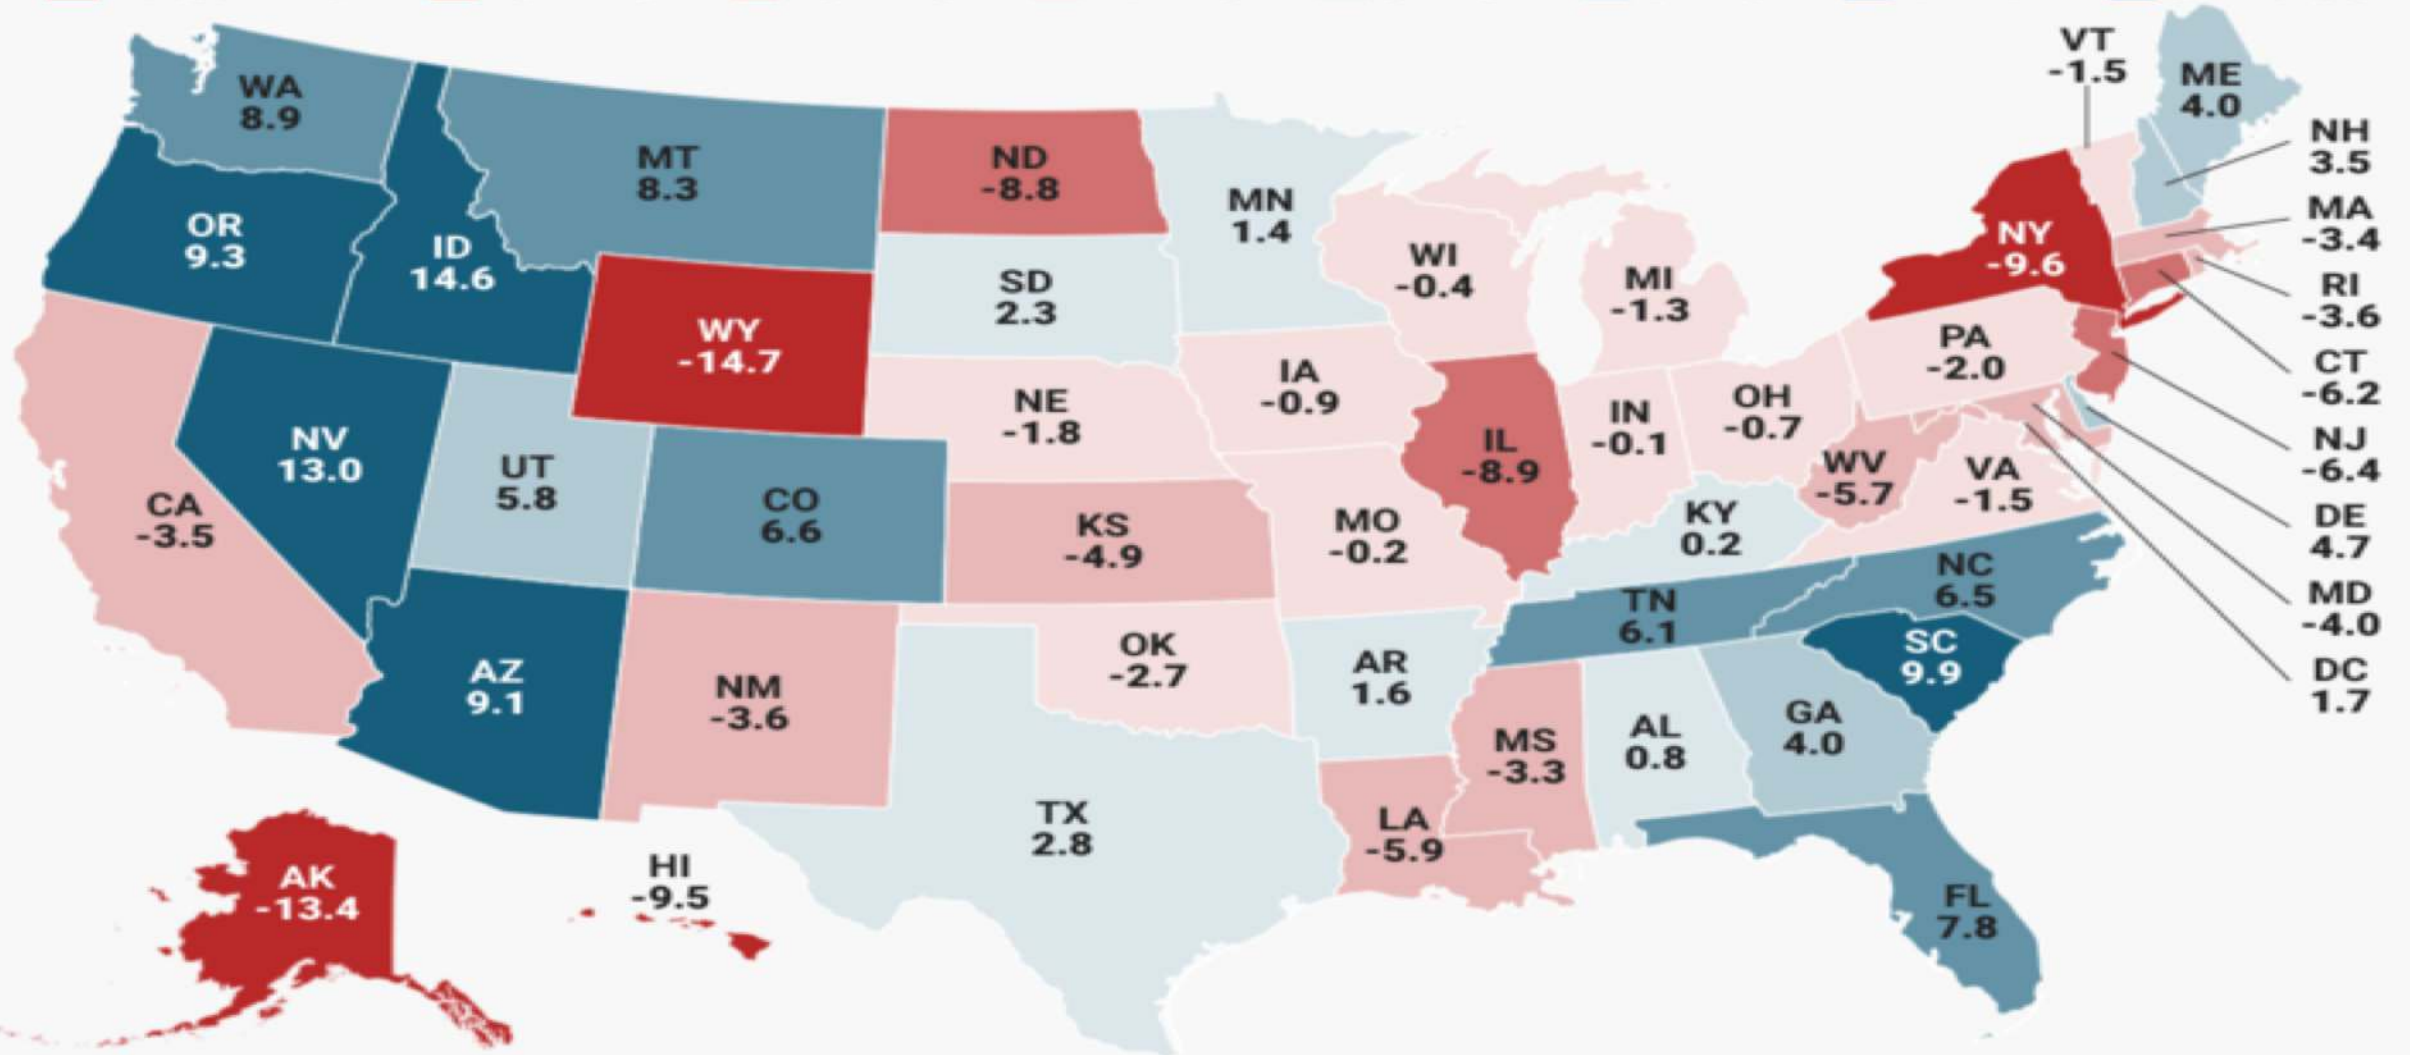 WA
8.9
OR
9.3
ID
14.6
MT
8.3
ND
-8.8
MN
1.4
SD
2.3
WY
-14.7
NV
13.0
UT
5.8
CO
6.6
CA
-3.5
NE
-1.8
IA
-0.9
WI
-0.4
MI
-1.3
KS
-4.9
MO
-0.2
IL
-8.9
IN
-0.1
OH
-0.7
KY
0.2
WV
-5.7
VA
-1.5
PA
-2.0
NY
-9.6
VT
-1.5
ME
4.0
NH
3.5
MA
-3.4
RI
-3.6
CT
-6.2
NJ
-6.4
DE
4.7
MD
-4.0
DC
1.7
NC
6.5
TN
6.1
SC
9.9
AZ
9.1
NM
-3.6
OK
-2.7
AR
1.6
TX
2.8
LA
-5.9
MS
-3.3
AL
0.8
GA
4.0
FL
7.8
AK
-13.4
HI
-9.5